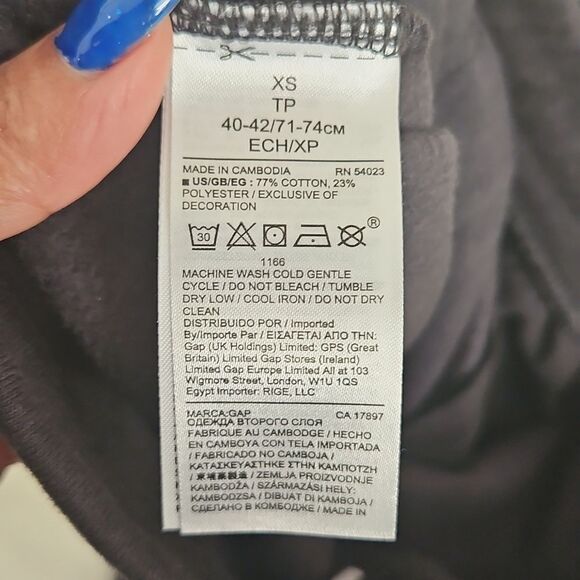 XS
TP
40-42/71-74СМ
ECH/XP
MADE IN CAMBODIA RN 54023
■ US/GB/EG : 77% COTTON, 23%
POLYESTER / EXCLUSIVE OF
DECORATION
30
®
1166
MACHINE WASH COLD GENTLE
CYCLE / DO NOT BLEACH / TUMBLE
DRY LOW / COOL IRON / DO NOT DRY
CLEAN
DISTRIBUIDO POR / Imported
By/Importe Par / ΕΙΣΑΓΕΤΑΙ ΑΠΟ ΤΗΝ:
Gap (UK Holdings) Limited: GPS (Great
Britain) Limited Gap Stores (Ireland)
Limited Gap Europe Limited All at 103
Wigmore Street, London, W1U 1QS
Egypt Importer: RIGE, LLC
MARCA:GAP CA 17897
ОДЕЖДА ВТОРОГО СЛОЯ
FABRIQUE AU CAMBODGE / HECHO
EN CAMBOYA CON TELA IMPORTADA
/ FABRICADO NO CAMBOJA /
ΚΑΤΑΣΚΕΥΑΣΤΗΚΕ ΣΤΗΝ ΚΑΜΠΟΤΖΗ
/ 柬埔寨製造 / ZEMLJA PROIZVODNJE
KAMBODŽA / SZÁRMAZÁSI HELY:
KAMBODZSA / DIBUAT DI KAMBOJA /
СДЕЛАНО В КОМБОДЖЕ / MADE IN